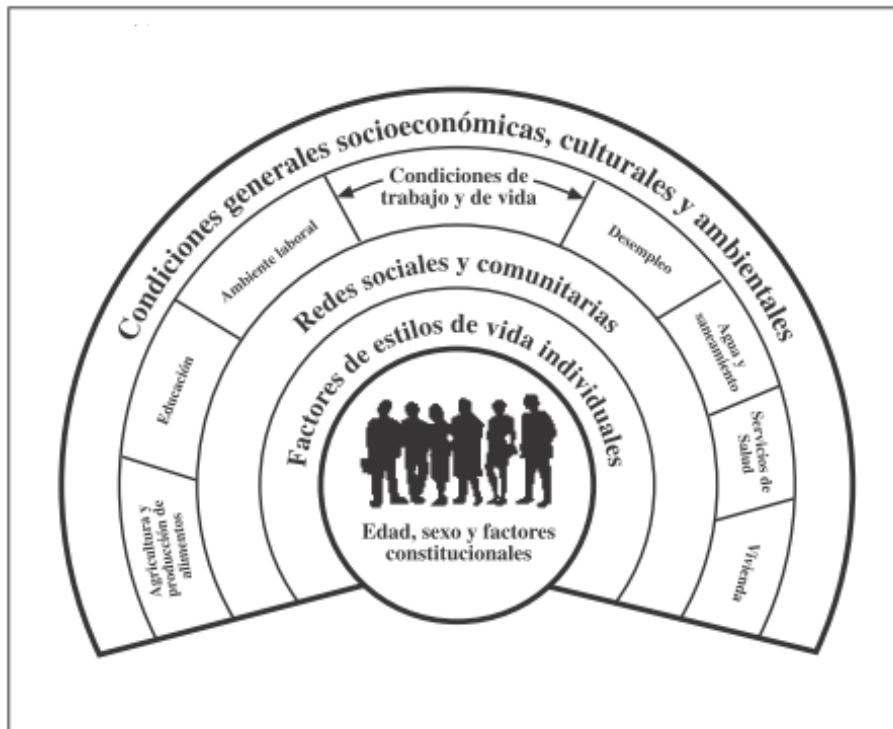 Condiciones generales socioeconómicas, culturales y ambientales
Condiciones de
trabajo y de vida
Agricultura y
producción de
alimentos
Educación
Ambiente laboral
Desempleo
Agua y
saneamiento
Servicios de
Salud
Vivienda
Redes sociales y comunitarias
Factores de estilos de vida individuales
Edad, sexo y factores
constitucionales